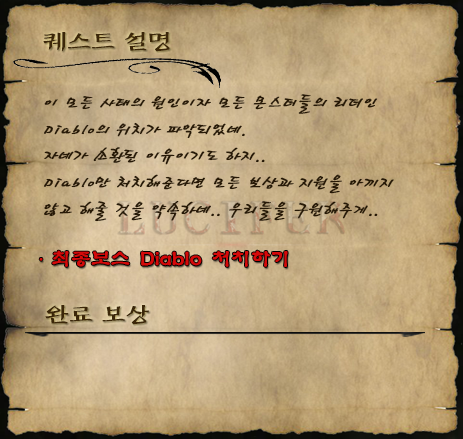 퀘스트 설명
이 모든 사태의 원인이자 모든 몬스터들의 리더인
Diablo의 위치가 파악되었네.
자네가 소환된 이유이기도 하지..
Diablo만 처치해준다면 모든 보상과 지원을 아끼지
않고 해줄 것을 약속하네.. 우리들을 구원해주게..
LUCIFER
· 최종보스 Diablo 처치하기
완료 보상